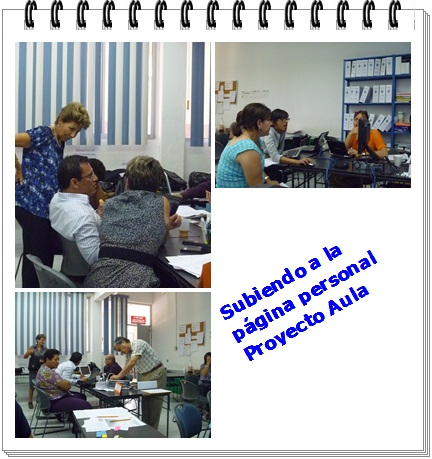 Subiendo a la
página personal
Proyecto Aula